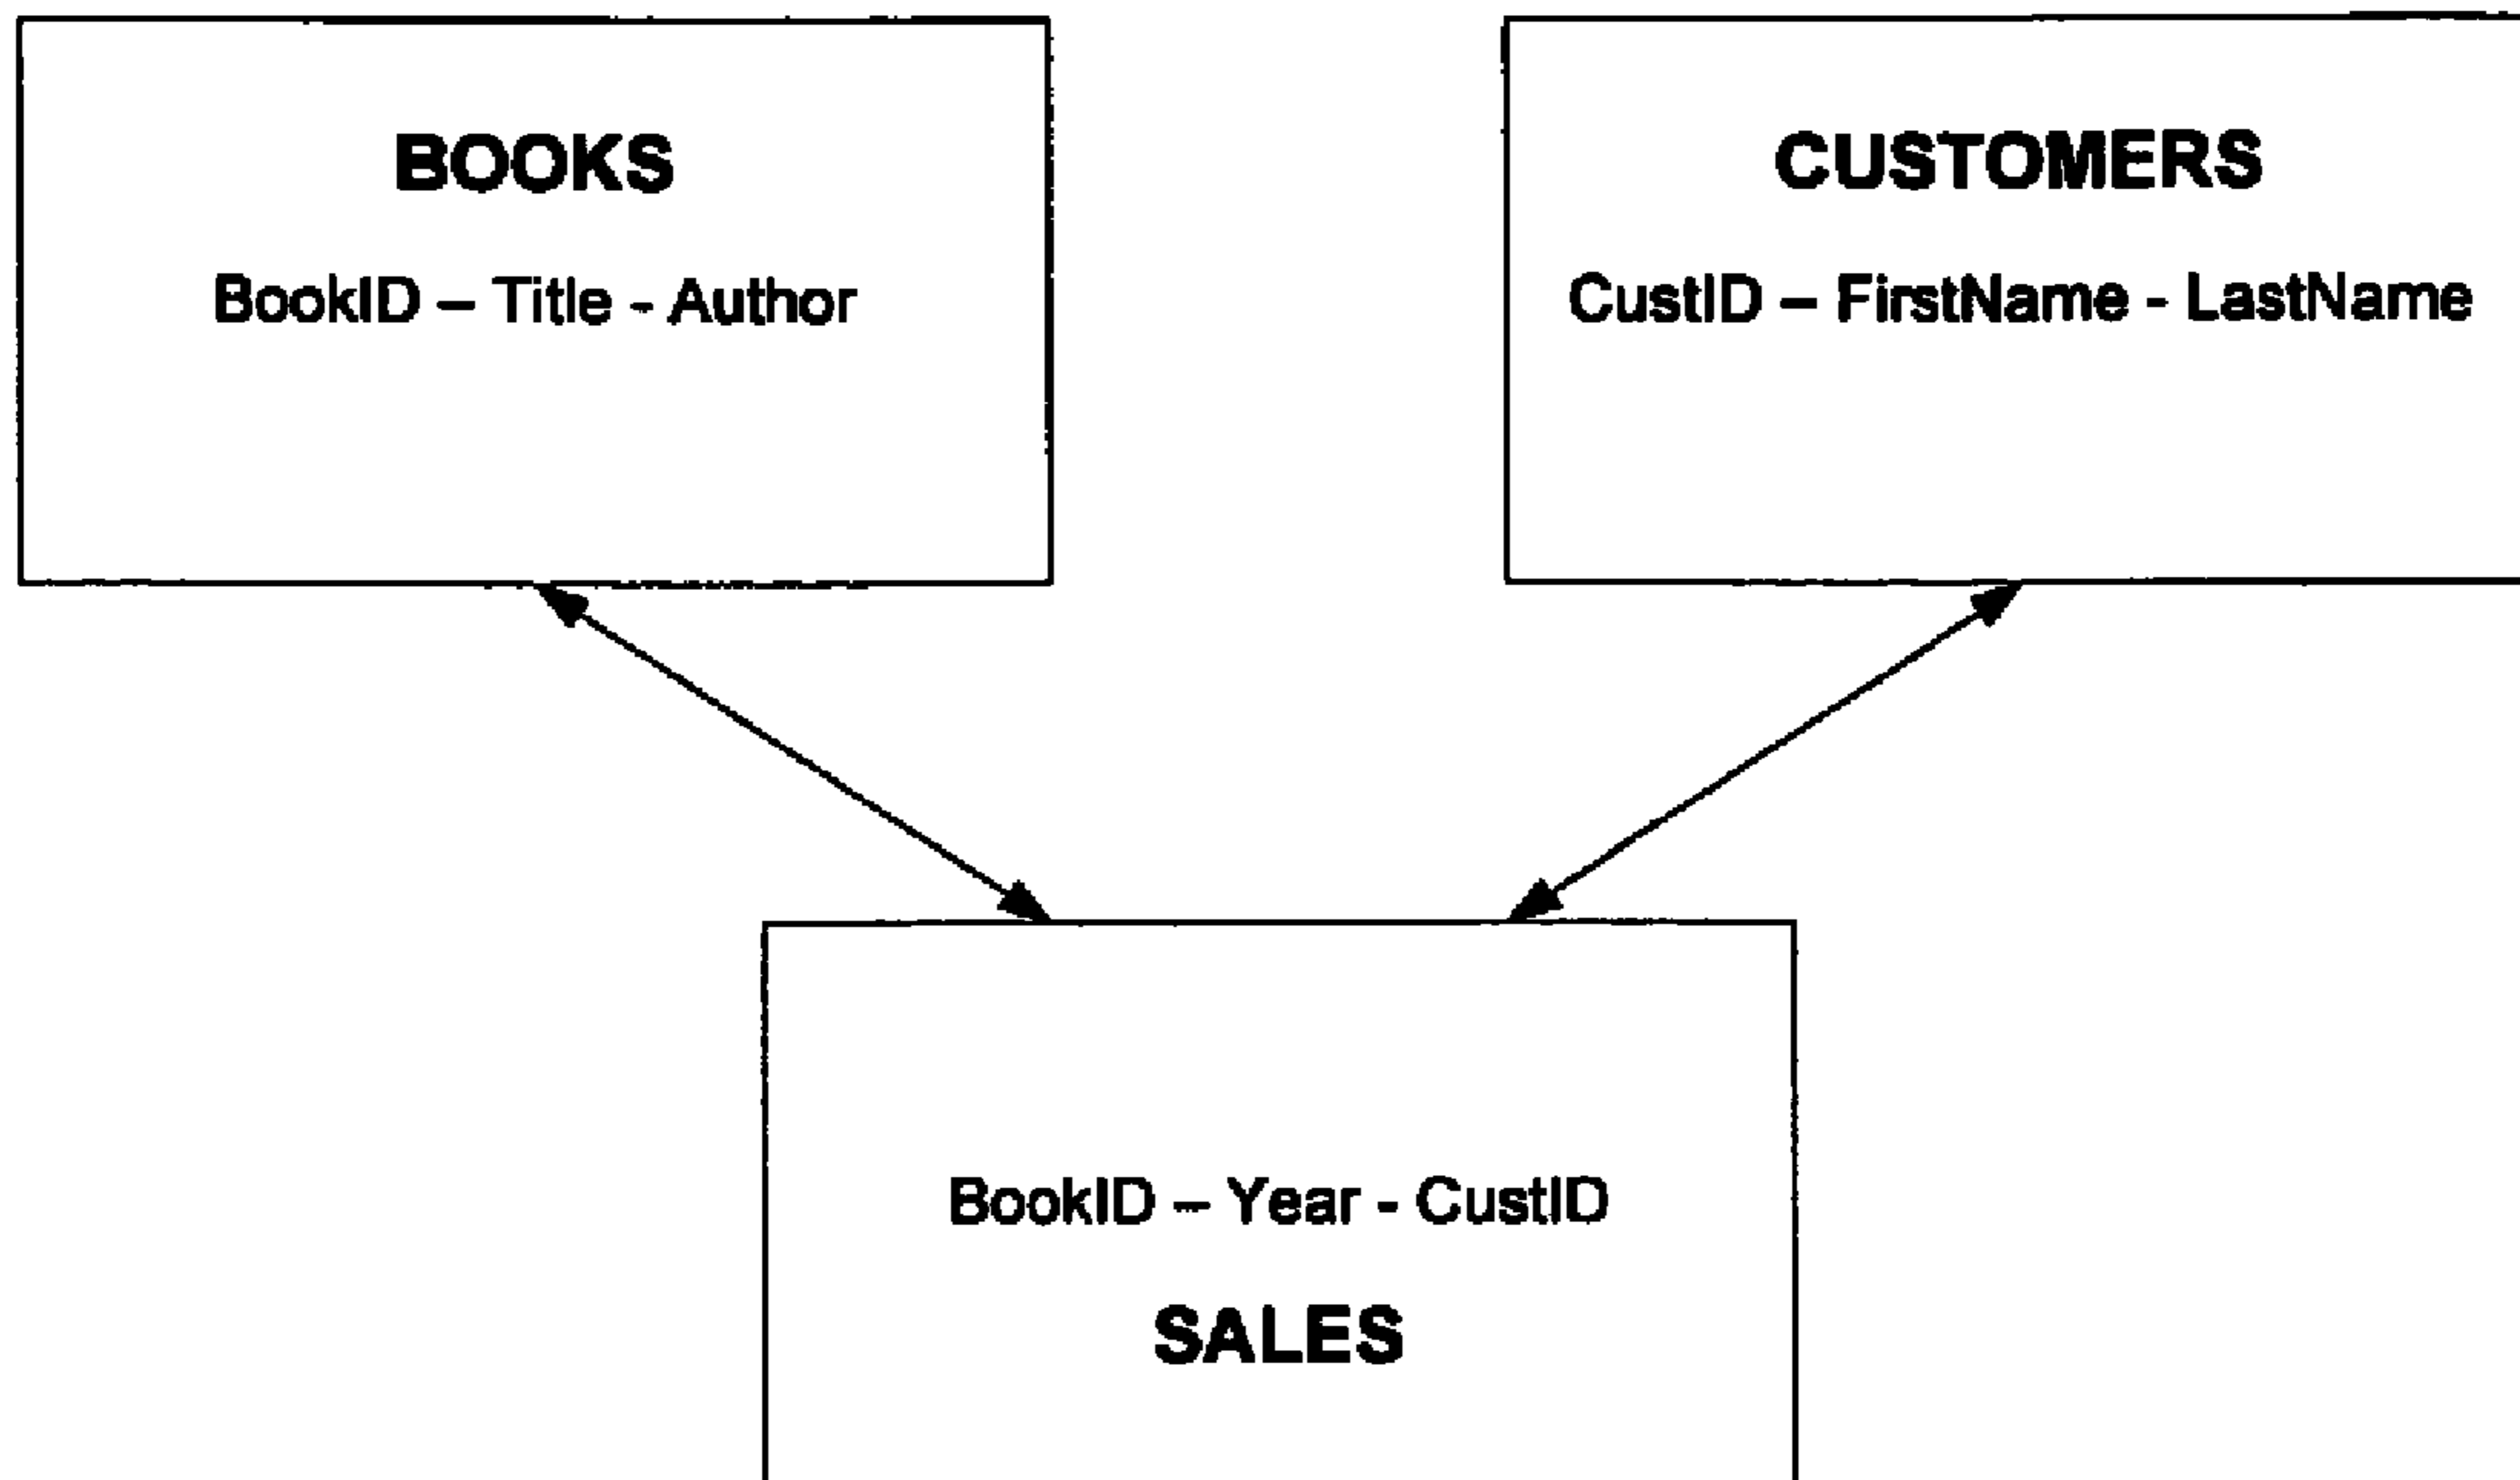 BOOKS
BookID – Title - Author
CUSTOMERS
CustID – FirstName - LastName
BookID – Year - CustID
SALES